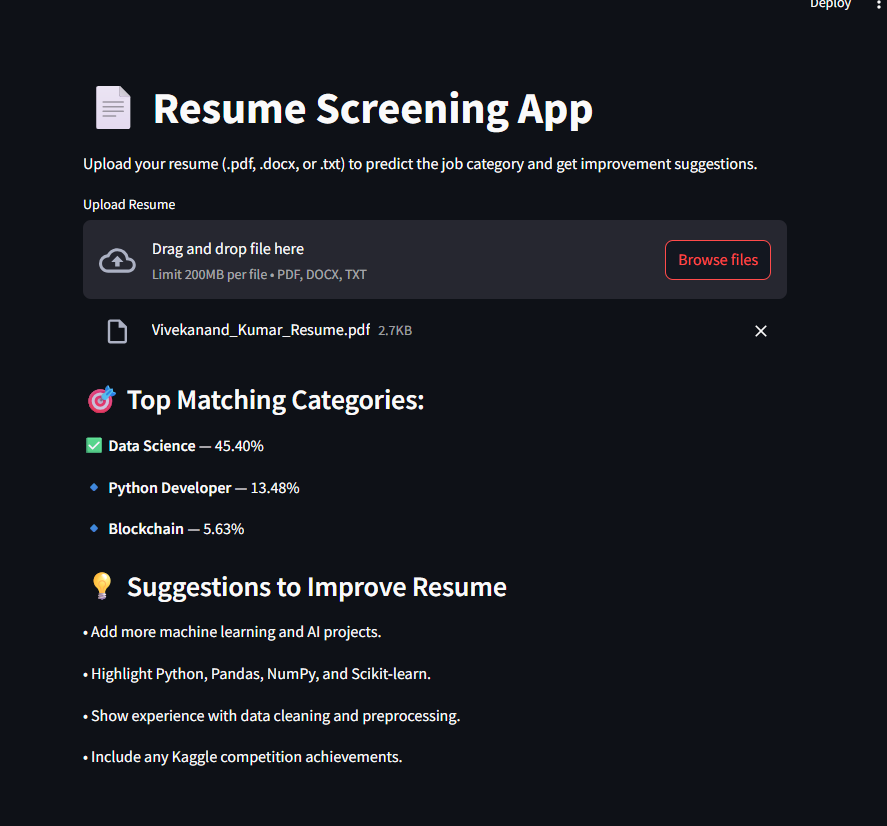 Deploy
Resume Screening App
Upload your resume (.pdf, .docx, or .txt) to predict the job category and get improvement suggestions.
Upload Resume
Drag and drop file here
Limit 200MB per file • PDF, DOCX, TXT
Browse files
Vivekanand_Kumar_Resume.pdf 2.7KB
Top Matching Categories:
Data Science — 45.40%
Python Developer — 13.48%
Blockchain — 5.63%
Suggestions to Improve Resume
• Add more machine learning and AI projects.
• Highlight Python, Pandas, NumPy, and Scikit-learn.
• Show experience with data cleaning and preprocessing.
• Include any Kaggle competition achievements.